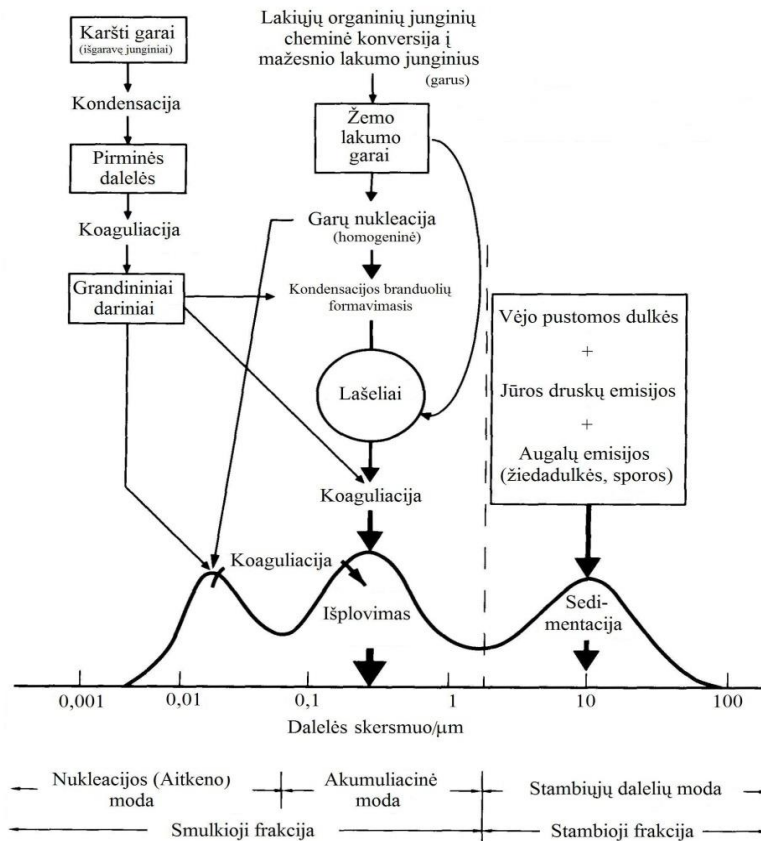 Karšti garai
(išgaravę junginiai)
Kondensacija
Pirminės
dalelės
Koaguliacija
Grandininiai
dariniai
Lakiųjų organinių junginių
cheminė konversija į
mažesnio lakumo junginius
(garus)
Žemo
lakumo
garai
Garų nukleacija
(homogeninė)
Kondensacijos branduolių
formavimasis
Lašeliai
Koaguliacija
Vėjo pustomos dulkės
+
Jūros druskų emisijos
+
Augalų emisijos
(žiedadulkės, sporos)
Koaguliacija
Išplovimas
Sedi-
mentacija
0,001 0,01 0,1 1 10 100
Dalelės skersmuo/μm
Nukleacijos (Aitkeno)
moda
Akumuliacinė
moda
Stambiųjų dalelių moda
Smulkioji frakcija
Stambioji frakcija